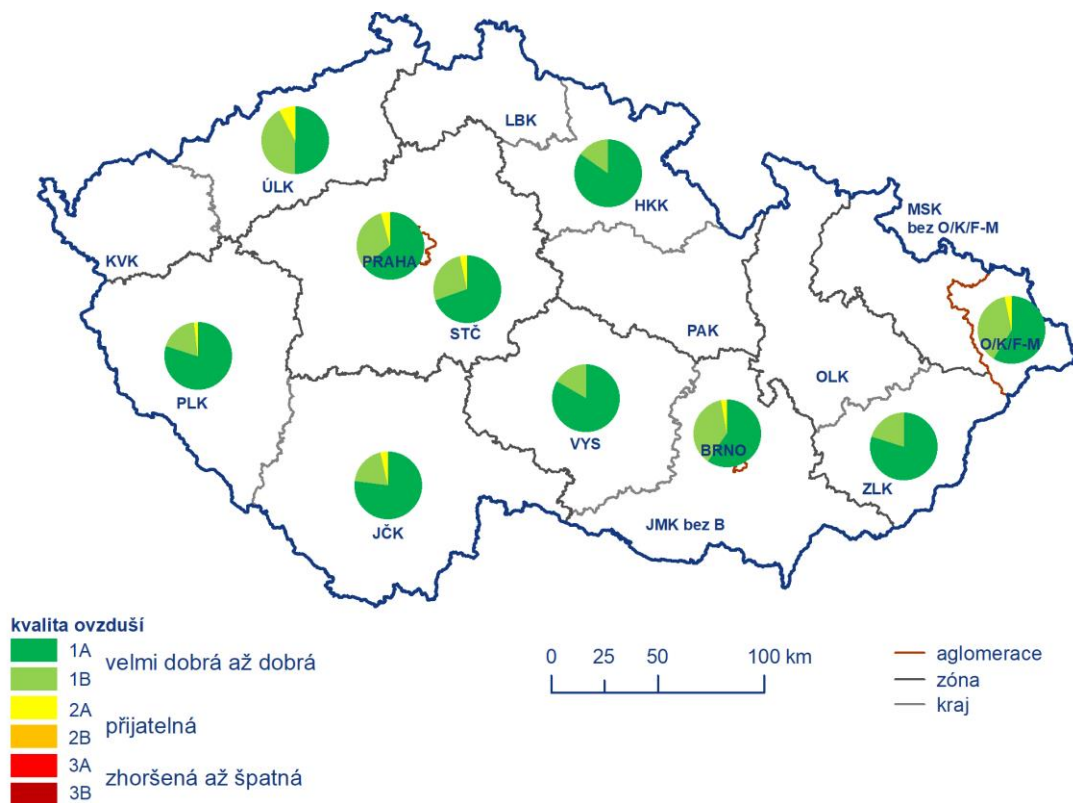 LBK
ÚLK
HKK
MSK
bez O/K/F-M
KVK
PRAHA
STČ
PAK
O/K/F-M
PLK
OLK
VYS
BRNO
ZLK
JČK
JMK bez B
kvalita ovzduší
1A
velmi dobrá až dobrá
1B
2A
přijatelná
2B
3A
zhoršená až špatná
3B
0 25 50 100 km
aglomerace
zóna
kraj